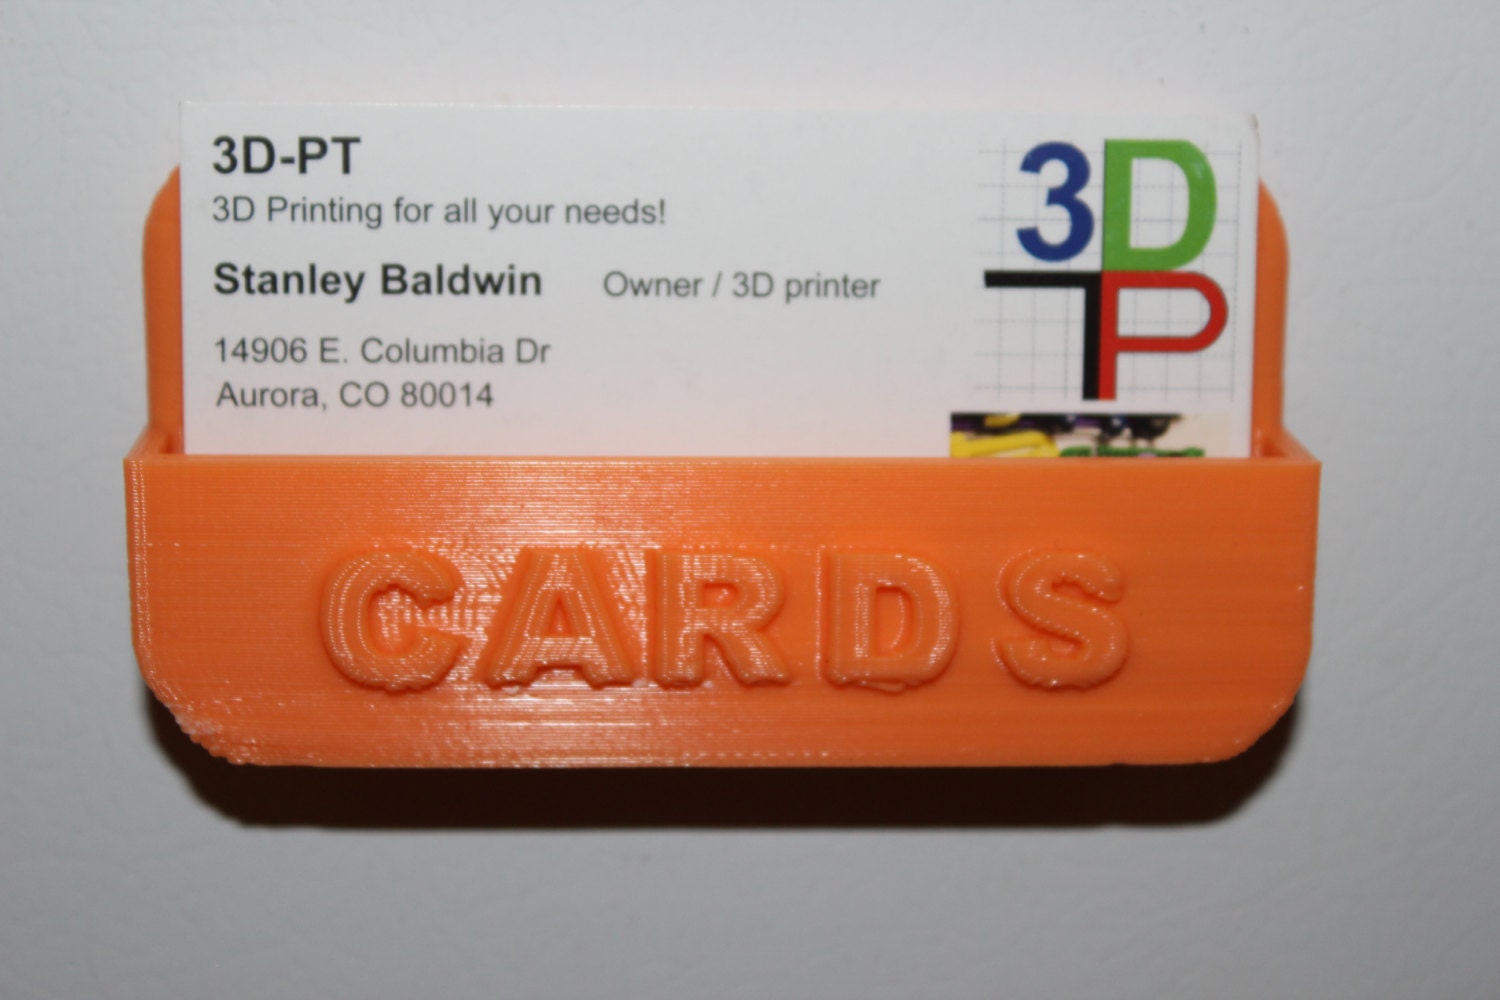 3D-PT
3D Printing for all your needs!
Stanley Baldwin Owner / 3D printer
14906 E. Columbia Dr
Aurora, CO 80014
3D
TP
CARDS